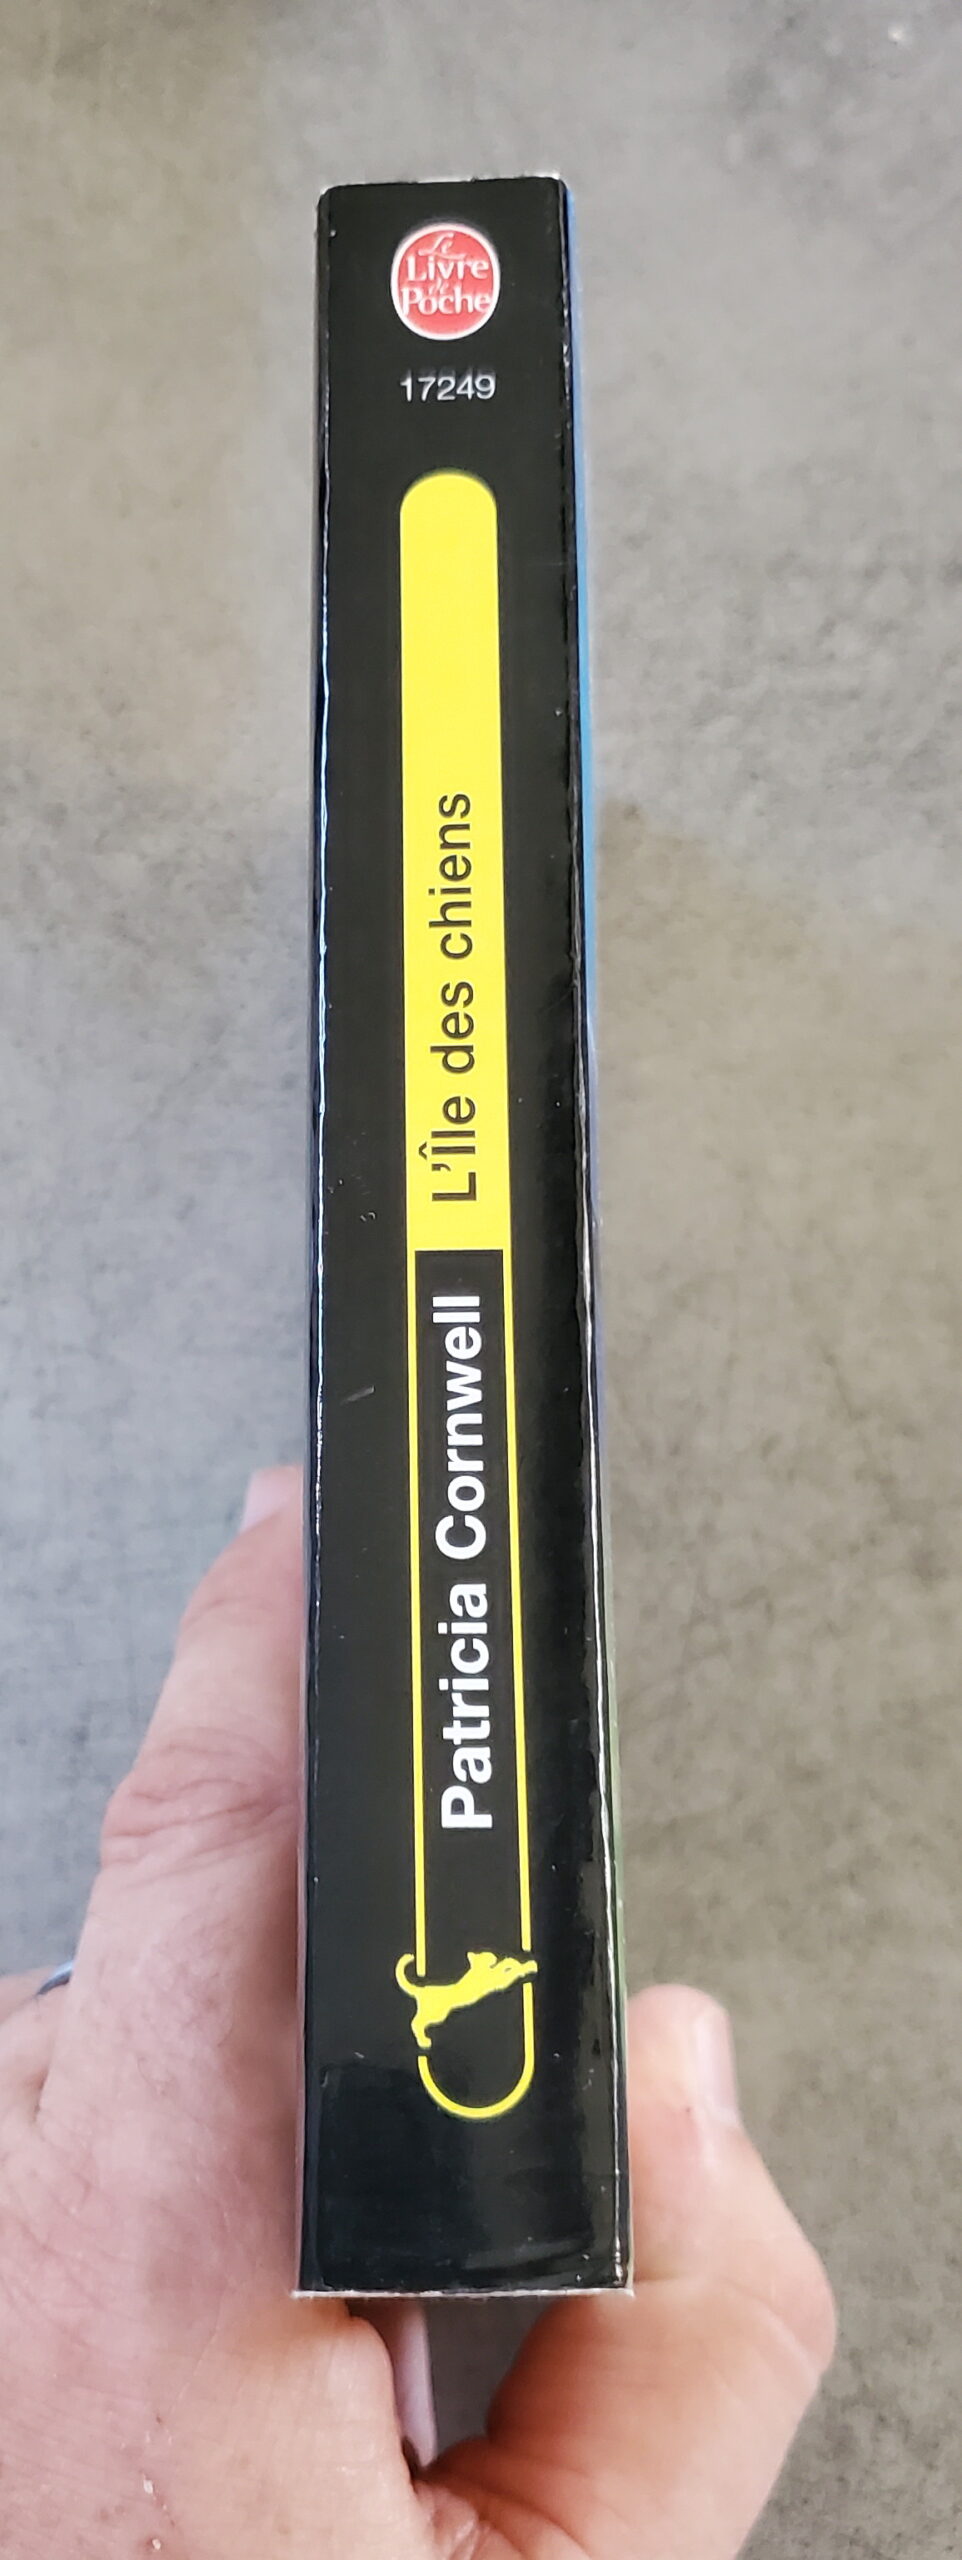 Le
Livre
de
Poche
17249
L'Île des chiens
Patricia Cornwell